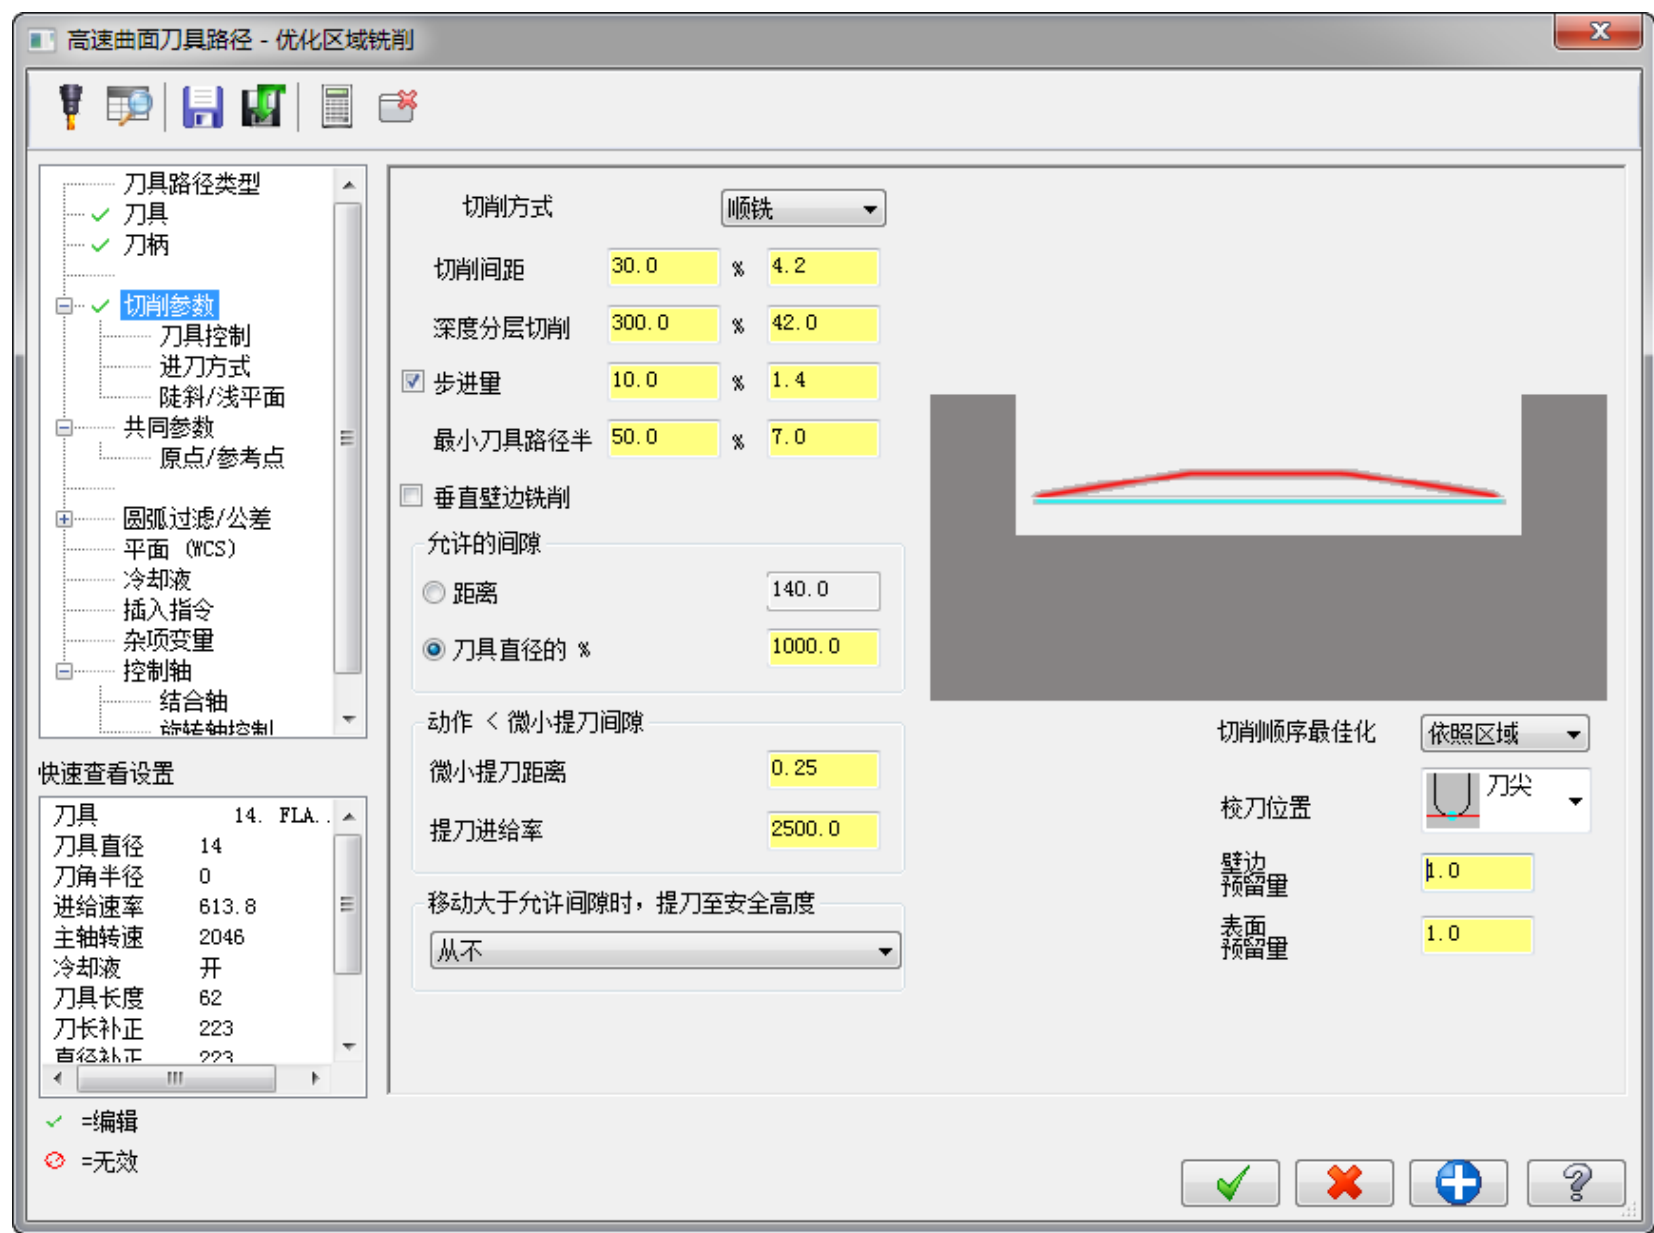 高速曲面刀具路径 - 优化区域铣削
刀具路径类型
刀具
刀柄
切削参数
刀具控制
进刀方式
陡斜/浅平面
共同参数
原点/参考点
圆弧过滤/公差
平面 (WCS)
冷却液
插入指令
杂项变量
控制轴
结合轴
旋转轴控制
快速查看设置
刀具 14. FLA..
刀具直径 14
刀角半径 0
进给速率 613.8
主轴转速 2046
冷却液 开
刀具长度 62
刀长补正 223
直径补正 223
=编辑
=无效
切削方式 顺铣
切削间距 30.0 % 4.2
深度分层切削 300.0 % 42.0
步进量 10.0 % 1.4
最小刀具路径半 50.0 % 7.0
垂直壁边铣削
允许的间隙
距离 140.0
刀具直径的 % 1000.0
动作 < 微小提刀间隙
微小提刀距离 0.25
提刀进给率 2500.0
移动大于允许间隙时，提刀至安全高度
从不
切削顺序最佳化 依照区域
校刀位置 刀尖
壁边
预留量 1.0
表面
预留量 1.0